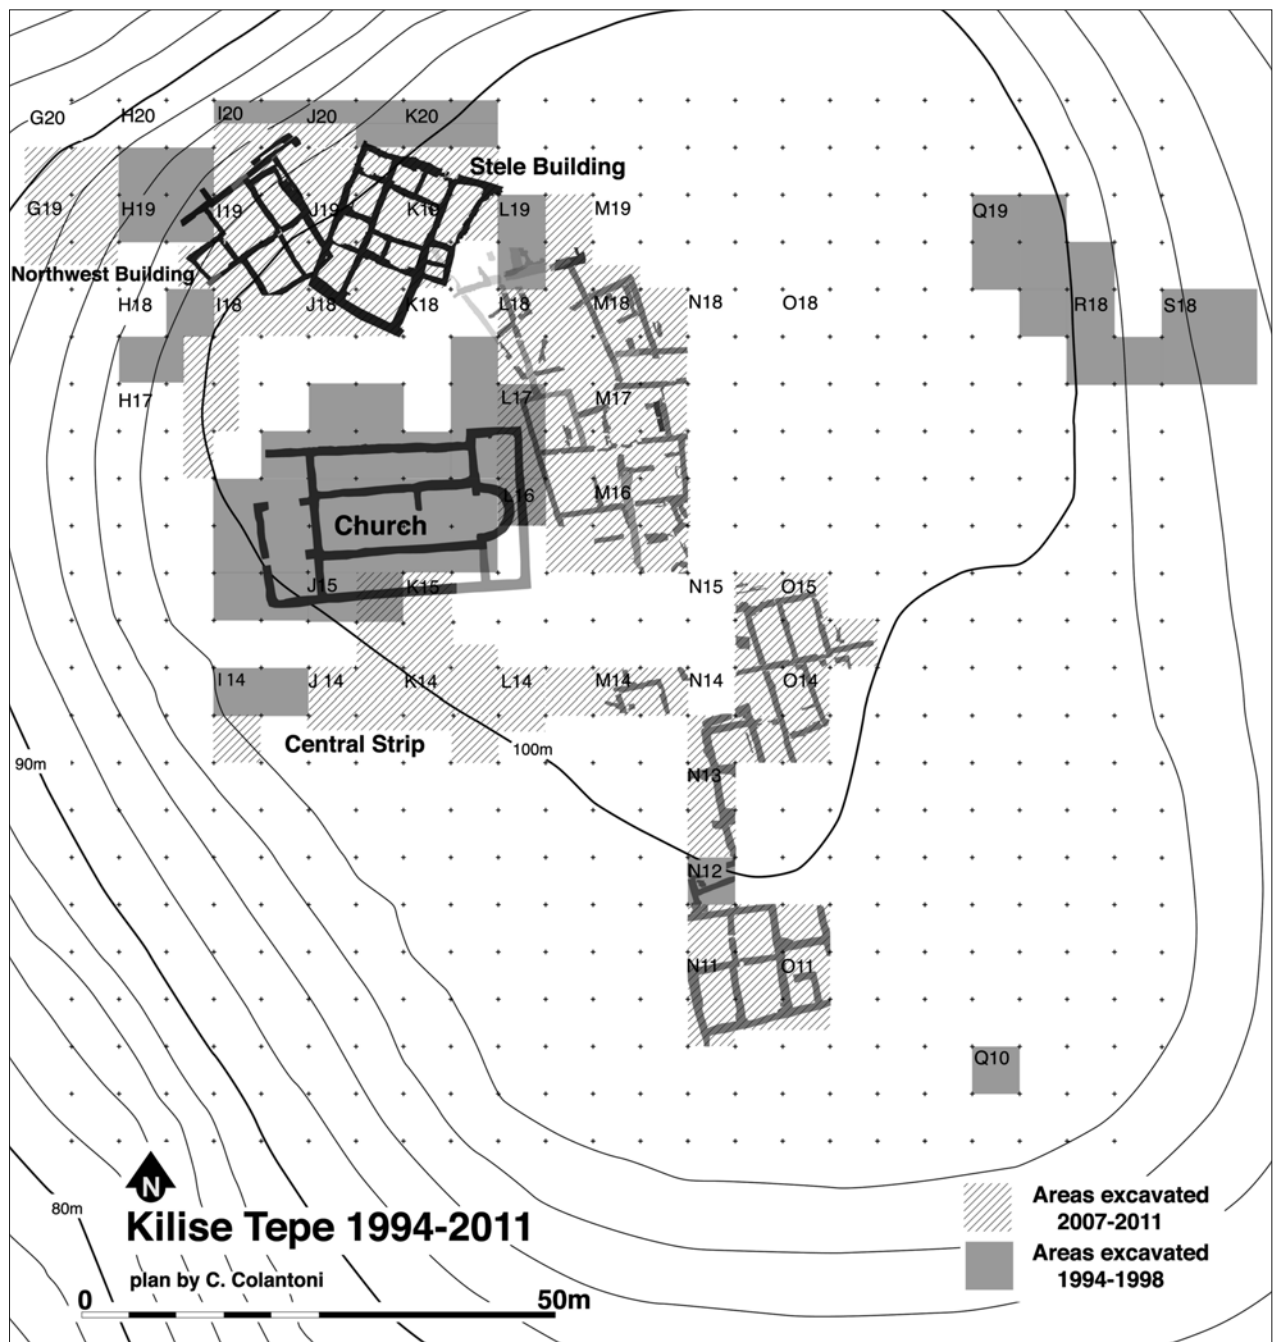 G20
H20
I20
J20
K20
Stele Building
G19
H19
I19
J19
K19
L19
M19
Q19
Northwest Building
H18
I18
J18
K18
L18
M18
N18
O18
R18
S18
H17
L17
M17
L16
M16
Church
J15
K15
N15
O15
I 14
J 14
K14
L14
M14
N14
O14
Central Strip
100m
90m
N13
N12
N11
O11
Q10
N
80m
Kilise Tepe 1994-2011
plan by C. Colantoni
0
50m
Areas excavated
2007-2011
Areas excavated
1994-1998